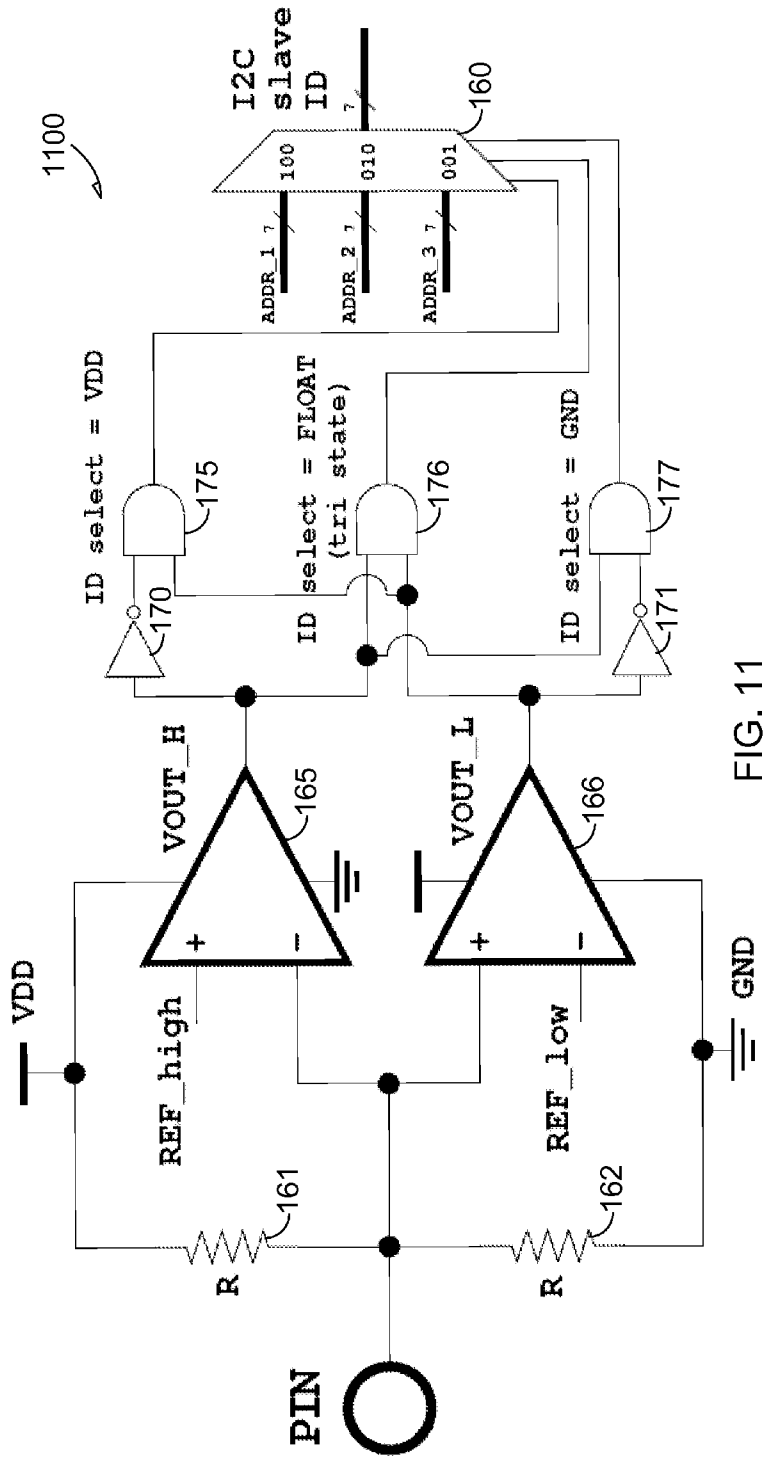 1100
VDD
REF_high
+
-
VOUT_H
165
R
161
PIN
R
162
REF_low
+
-
VOUT_L
166
GND
170
ID select = VDD
175
ID select = FLOAT
(tri state)
176
ID select = GND
171
177
ADDR_1
7
100
ADDR_2
7
010
ADDR_3
7
001
160
7
I2C
slave
ID
FIG. 11